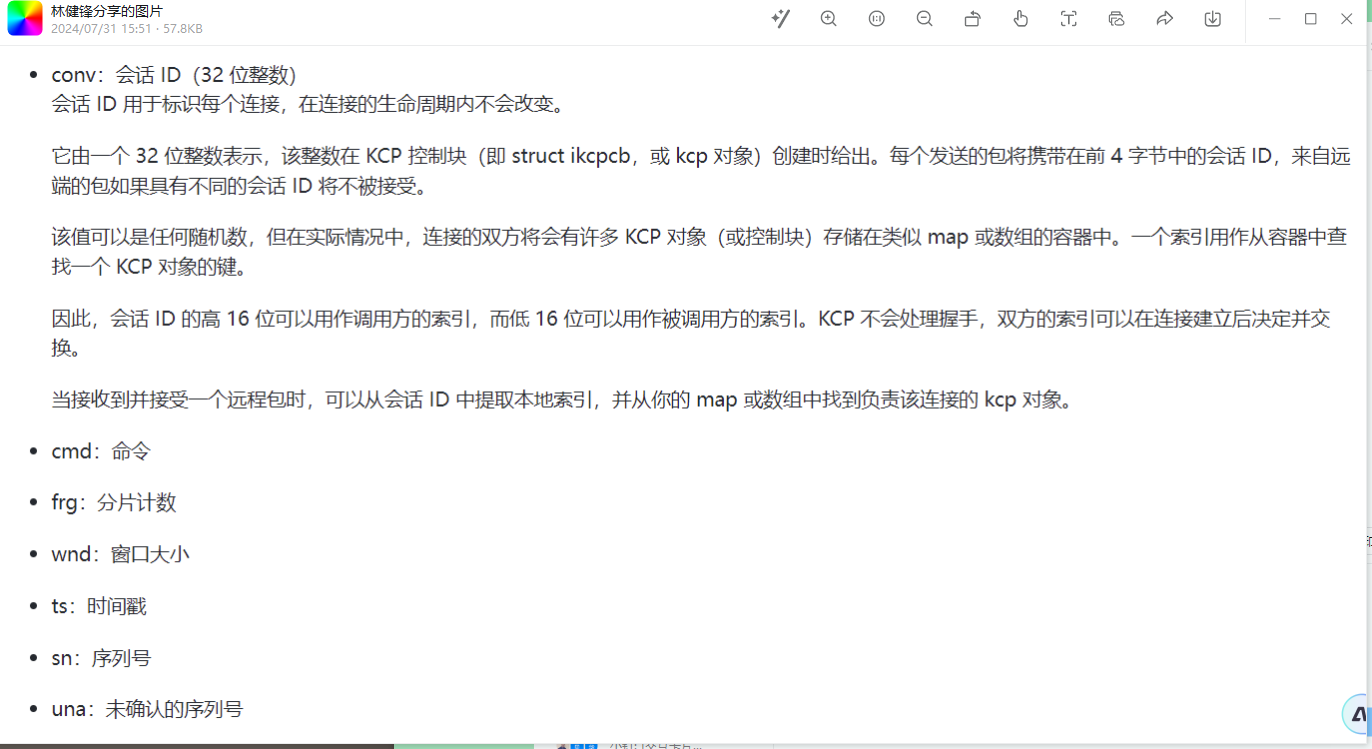 林健锋分享的图片
2024/07/31 15:51 · 57.8KB
conv：会话 ID（32 位整数）
会话 ID 用于标识每个连接，在连接的生命周期内不会改变。
它由一个 32 位整数表示，该整数在 KCP 控制块（即 struct ikcpcb，或 kcp 对象）创建时给出。每个发送的包将携带在前 4 字节中的会话 ID，来自远
端的包如果具有不同的会话 ID 将不被接受。
该值可以是任何随机数，但在实际情况中，连接的双方将会有许多 KCP 对象（或控制块）存储在类似 map 或数组的容器中。一个索引用作从容器中查
找一个 KCP 对象的键。
因此，会话 ID 的高 16 位可以用作调用方的索引，而低 16 位可以用作被调用方的索引。KCP 不会处理握手，双方的索引可以在连接建立后决定并交
换。
当接收到并接受一个远程包时，可以从会话 ID 中提取本地索引，并从你的 map 或数组中找到负责该连接的 kcp 对象。
cmd：命令
frg：分片计数
wnd：窗口大小
ts：时间戳
sn：序列号
una：未确认的序列号